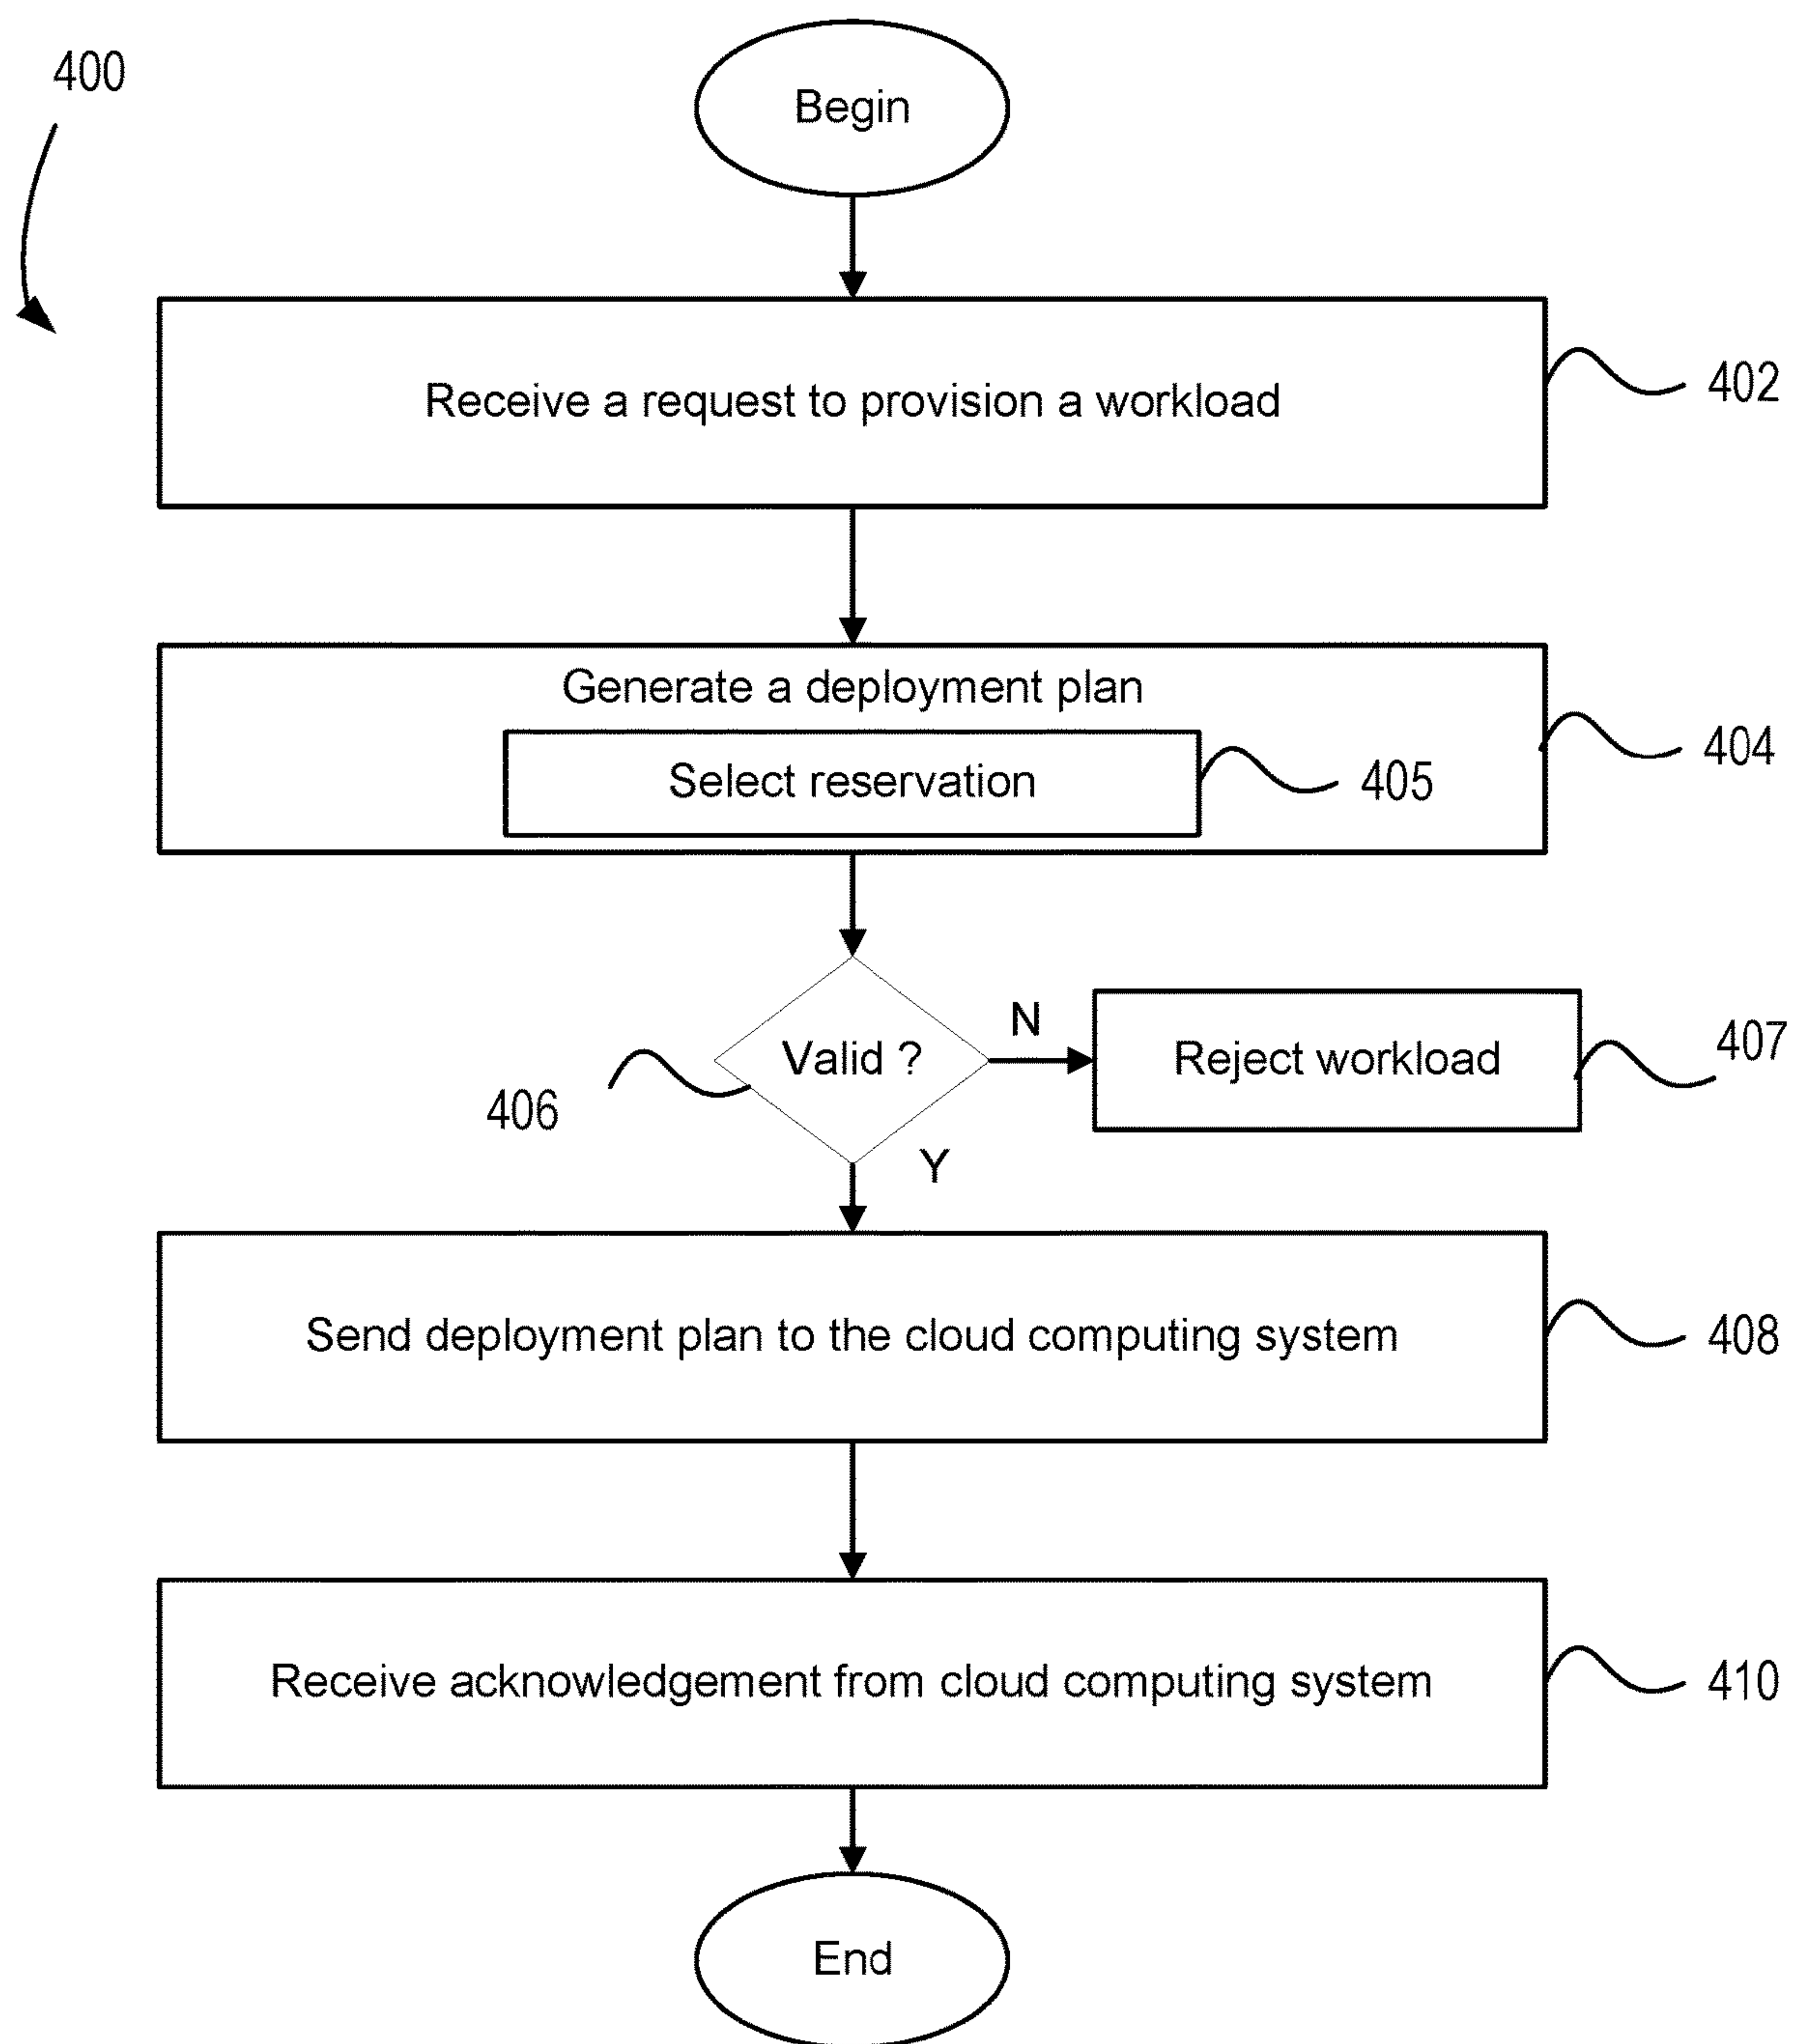 400
Begin
Receive a request to provision a workload
402
Generate a deployment plan
404
Select reservation
405
Valid ?
N
Reject workload
407
406
Y
Send deployment plan to the cloud computing system
408
Receive acknowledgement from cloud computing system
410
End